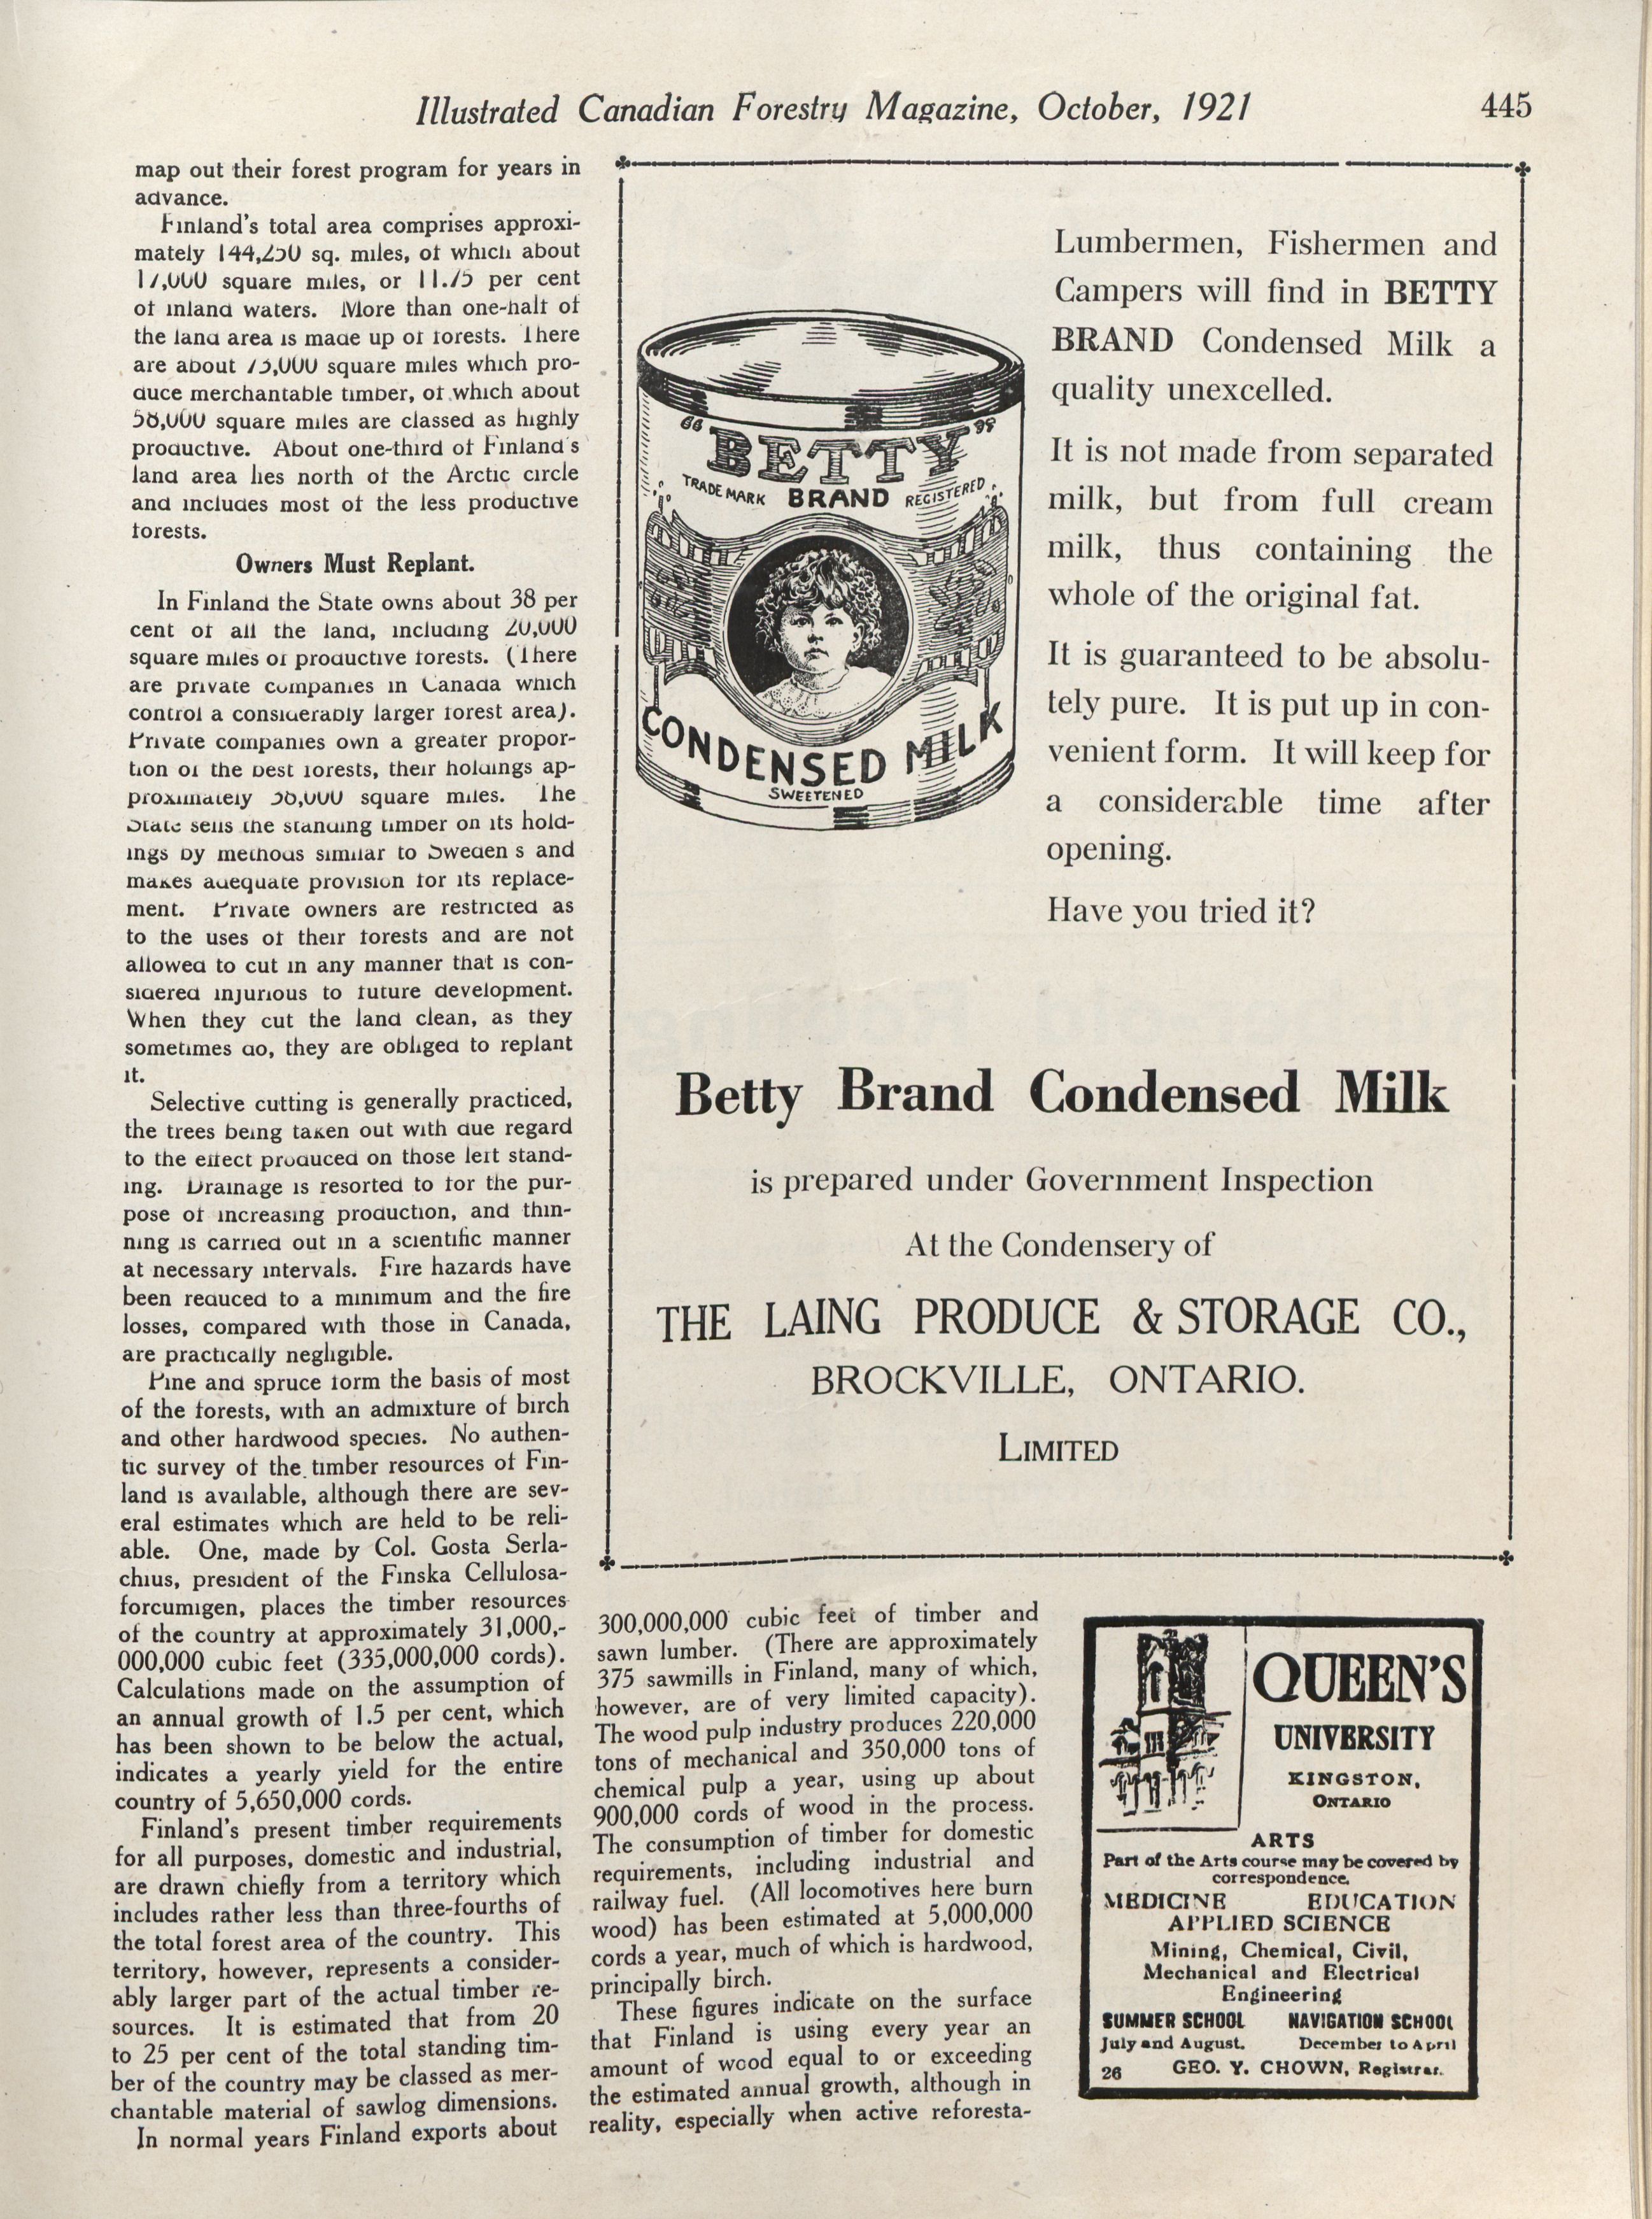 Illustrated Canadian Forestry Magazine, October, 1921
445
map out their forest program for years in
advance.
Finland's total area comprises approxi-
mately 144,250 sq. miles, of which about
17,000 square miles, or 11.75 per cent
of inland waters. More than one-half of
the land area is made up of forests. There
are about 75,000 square miles which pro-
duce merchantable timber, of which about
58,000 square miles are classed as highly
productive. About one-third of Finland's
land area lies north of the Arctic circle
and includes most of the less productive
forests.
Owners Must Replant.
In Finland the State owns about 38 per
cent of all the land, including 20,000
square miles of productive forests. (There
are private companies in Canada which
control a considerably larger forest area).
Private companies own a greater propor-
tion of the best forests, their holdings ap-
proximately 38,000 square miles. The
State sells the standing timber on its hold-
ings by methods similar to Sweden's and
makes adequate provision for its replace-
ment. Private owners are restricted as
to the uses of their forests and are not
allowed to cut in any manner that is con-
sidered injurious to future development.
When they cut the land clean, as they
sometimes do, they are obliged to replant
it.
Selective cutting is generally practiced,
the trees being taken out with due regard
to the effect produced on those left stand-
ing. Drainage is resorted to for the pur-
pose of increasing production, and thin-
ning is carried out in a scientific manner
at necessary intervals. Fire hazards have
been reduced to a minimum and the fire
losses, compared with those in Canada,
are practically negligible.
Pine and spruce form the basis of most
of the forests, with an admixture of birch
and other hardwood species. No authen-
tic survey of the timber resources of Fin-
land is available, although there are sev-
eral estimates which are held to be reli-
able. One, made by Col. Gosta Serla-
chius, president of the Finska Cellulosa-
forcumigen, places the timber resources
of the country at approximately 31,000,-
000,000 cubic feet (335,000,000 cords).
Calculations made on the assumption of
an annual growth of 1.5 per cent, which
has been shown to be below the actual,
indicates a yearly yield for the entire
country of 5,650,000 cords.
Finland's present timber requirements
for all purposes, domestic and industrial,
are drawn chiefly from a territory which
includes rather less than three-fourths of
the total forest area of the country. This
territory, however, represents a consider-
ably larger part of the actual timber re-
sources. It is estimated that from 20
to 25 per cent of the total standing tim-
ber of the country may be classed as mer-
chantable material of sawlog dimensions.
In normal years Finland exports about
"BETTY"
TRADE MARK BRAND REGISTERED
CONDENSED MILK
SWEETENED
Lumbermen, Fishermen and
Campers will find in BETTY
BRAND Condensed Milk a
quality unexcelled.
It is not made from separated
milk, but from full cream
milk, thus containing the
whole of the original fat.
It is guaranteed to be absolu-
tely pure. It is put up in con-
venient form. It will keep for
a considerable time after
opening.
Have you tried it?
Betty Brand Condensed Milk
is prepared under Government Inspection
At the Condensery of
THE LAING PRODUCE & STORAGE CO.,
BROCKVILLE, ONTARIO.
LIMITED
300,000,000 cubic feet of timber and
sawn lumber. (There are approximately
375 sawmills in Finland, many of which,
however, are of very limited capacity).
The wood pulp industry produces 220,000
tons of mechanical and 350,000 tons of
chemical pulp a year, using up about
900,000 cords of wood in the process.
The consumption of timber for domestic
requirements, including industrial and
railway fuel. (All locomotives here burn
wood) has been estimated at 5,000,000
cords a year, much of which is hardwood,
principally birch.
These figures indicate on the surface
that Finland is using every year an
amount of wood equal to or exceeding
the estimated annual growth, although in
reality, especially when active reforesta-
QUEEN'S
UNIVERSITY
KINGSTON,
ONTARIO
ARTS
Part of the Arts course may be covered by
correspondence.
MEDICINE EDUCATION
APPLIED SCIENCE
Mining, Chemical, Civil,
Mechanical and Electrical
Engineering
SUMMER SCHOOL NAVIGATION SCHOOL
July and August. December to April
26 GEO. Y. CHOWN, Registrar.